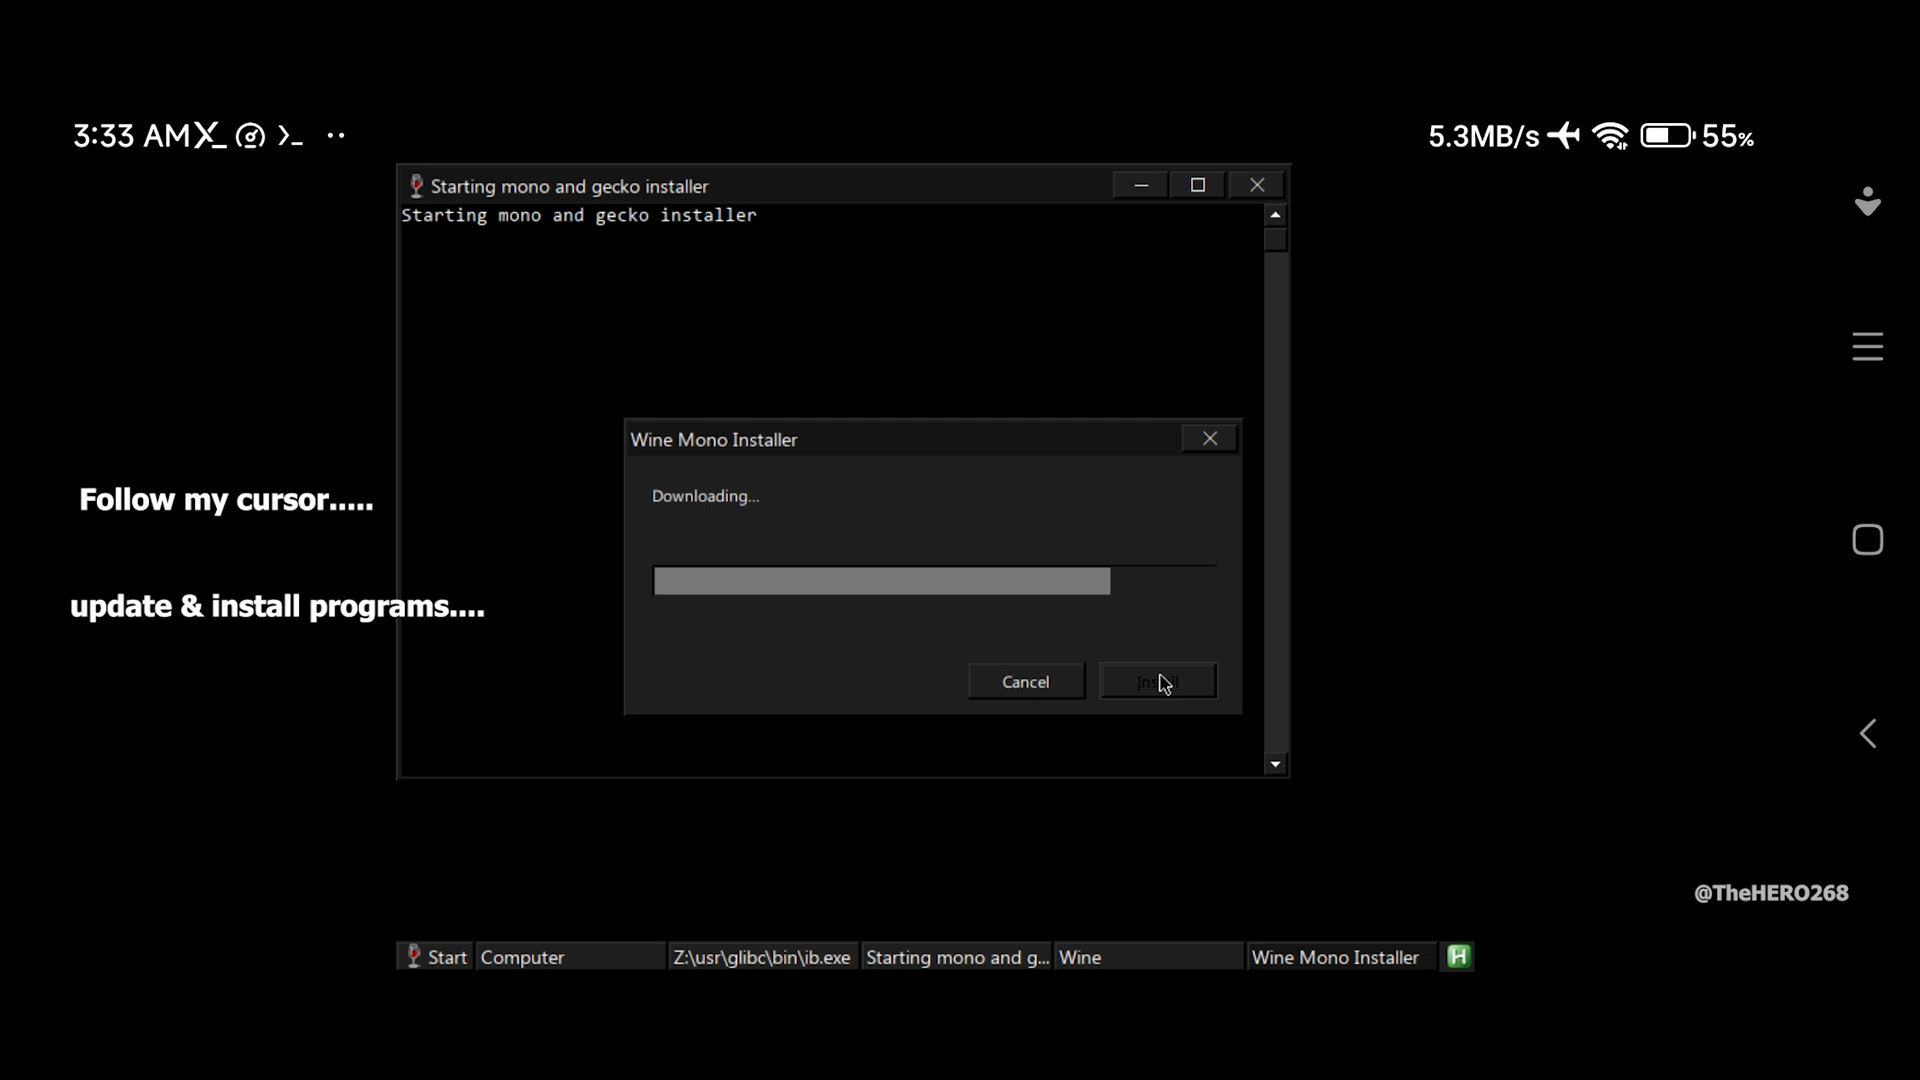 3:33 AM
5.3MB/s 55%
Starting mono and gecko installer
Starting mono and gecko installer
Wine Mono Installer
Downloading...
Follow my cursor.....
update & install programs....
Cancel
@TheHERO268
Start Computer Z:\usr\glibc\bin\ib.exe Starting mono and g... Wine Wine Mono Installer H